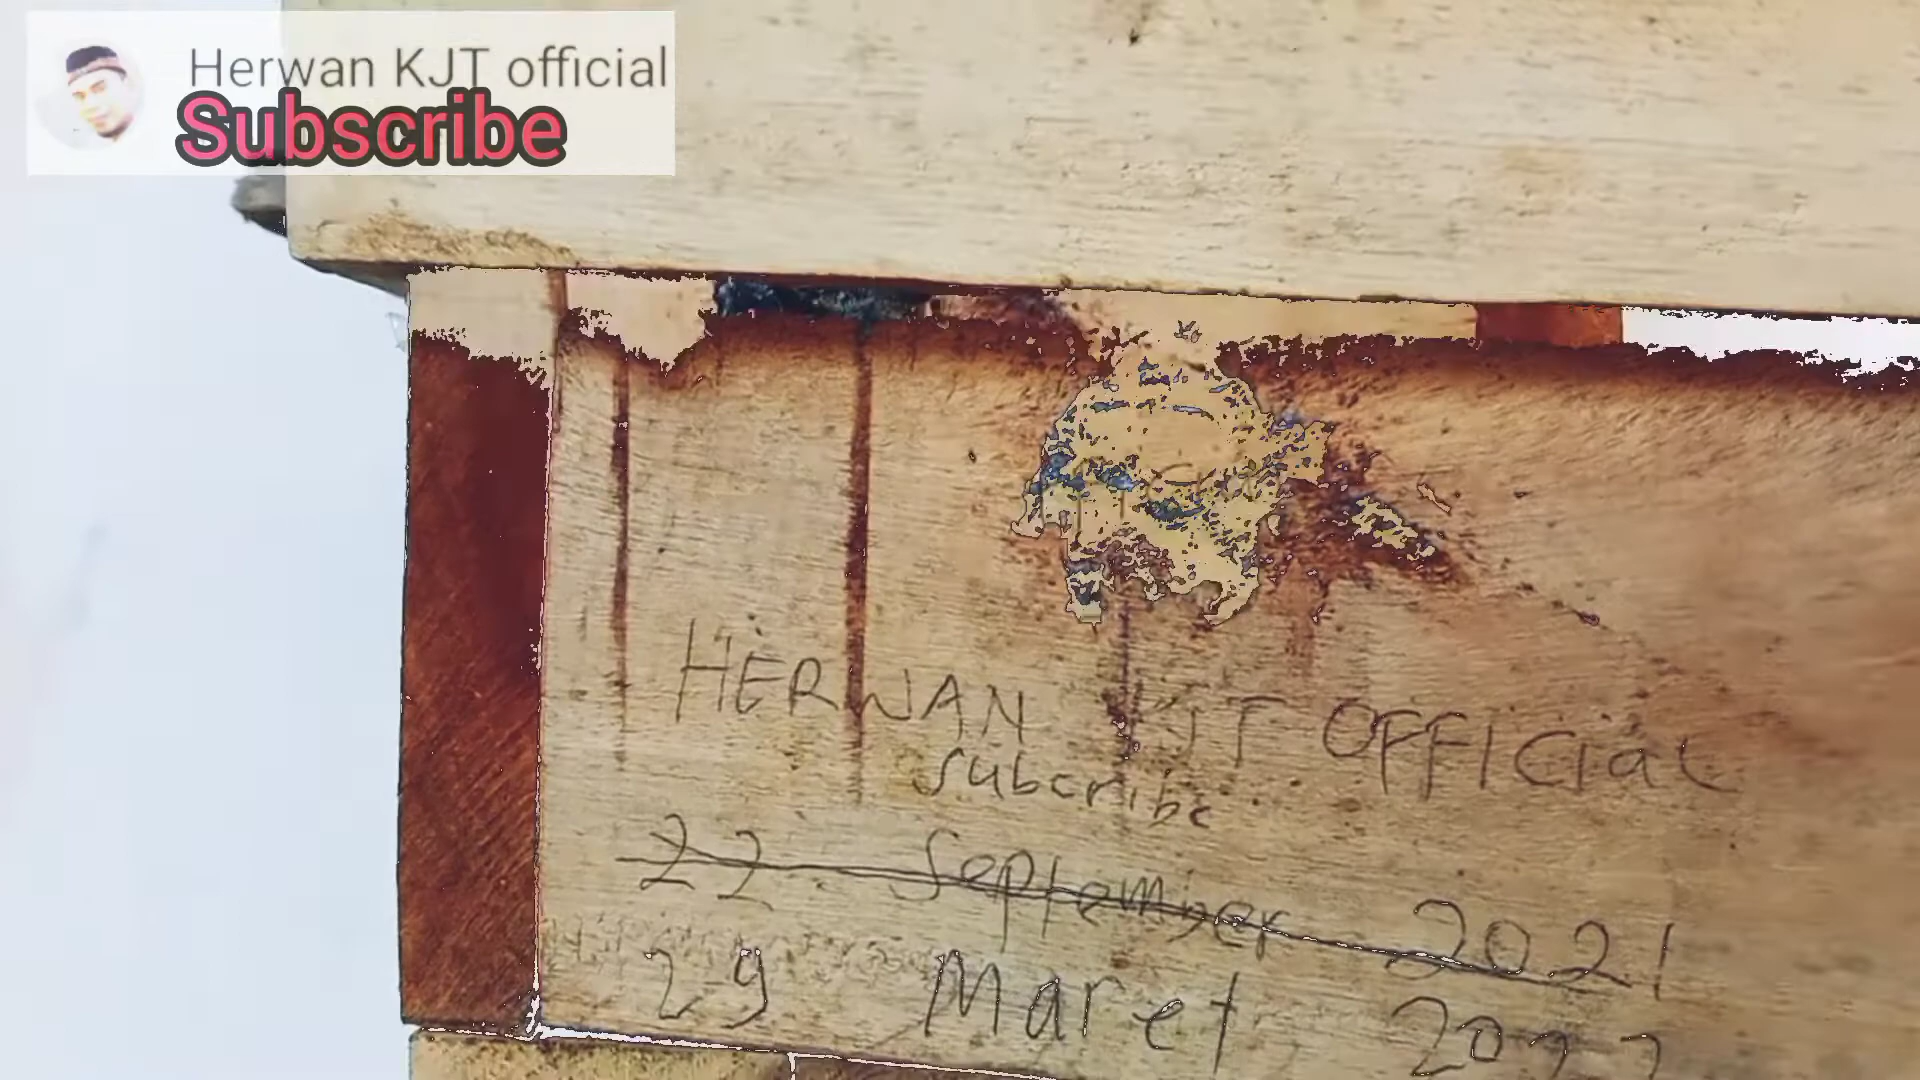 Herwan KJT official
Subscribe
HERWAN KJT OFFICIal
Subcribe
22 September 2021
29 Maret